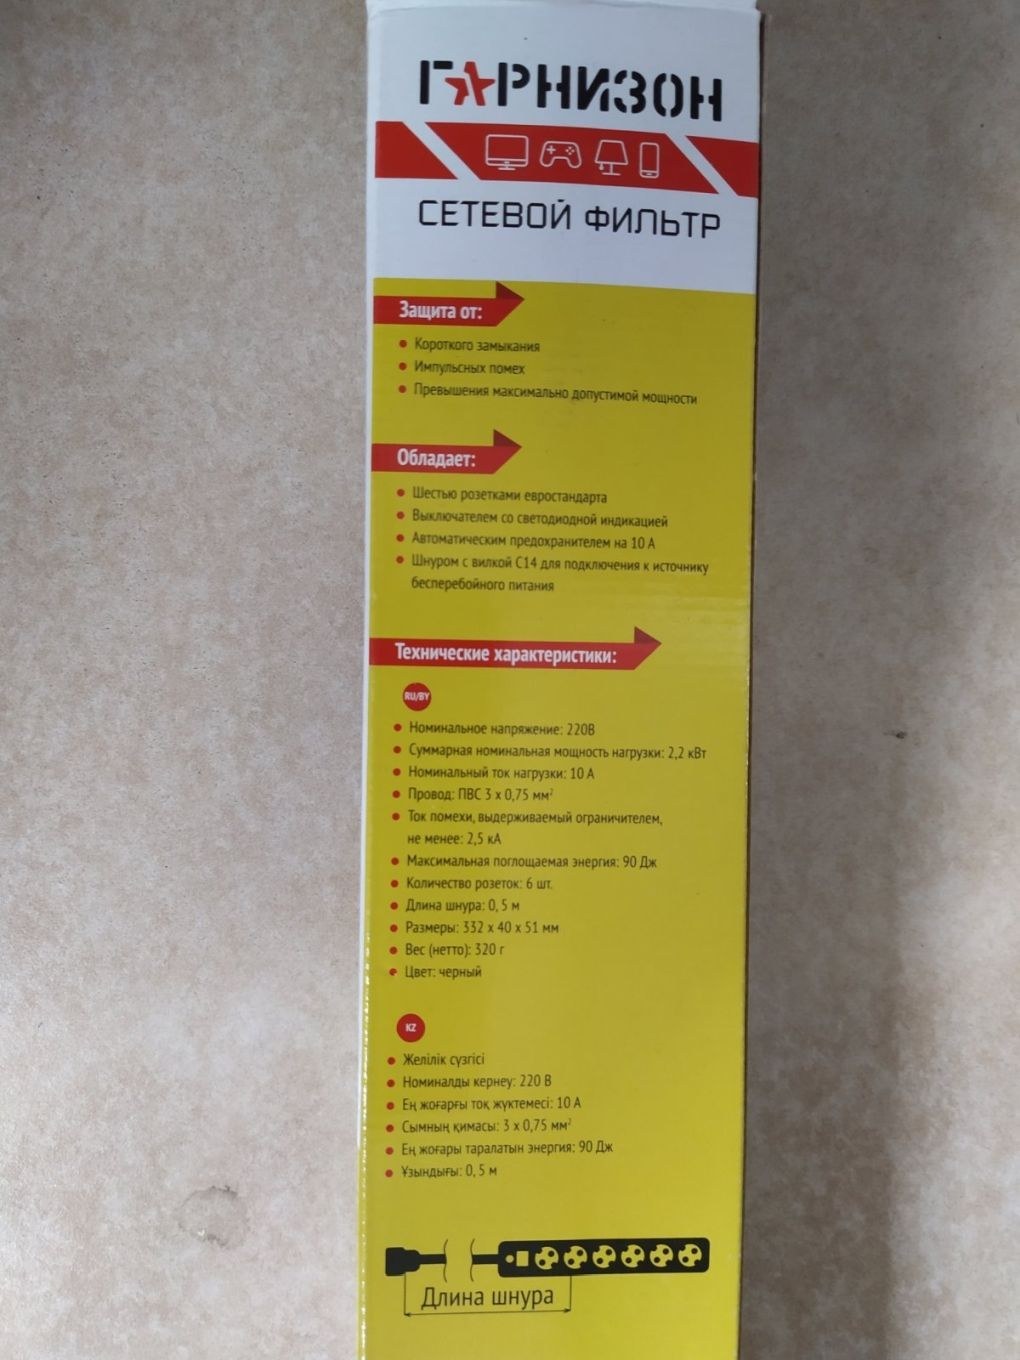 ГАРНИЗОН
СЕТЕВОЙ ФИЛЬТР
Защита от:
Короткого замыкания
Импульсных помех
Превышения максимально допустимой мощности
Обладает:
Шестью розетками евростандарта
Выключателем со светодиодной индикацией
Автоматическим предохранителем на 10 А
Шнуром с вилкой С14 для подключения к источнику
бесперебойного питания
Технические характеристики:
RU/BY
Номинальное напряжение: 220В
Суммарная номинальная мощность нагрузки: 2,2 кВт
Номинальный ток нагрузки: 10 А
Провод: ПВС 3 х 0,75 мм²
Ток помехи, выдерживаемый ограничителем,
не менее: 2,5 кА
Максимальная поглощаемая энергия: 90 Дж
Количество розеток: 6 шт.
Длина шнура: 0, 5 м
Размеры: 332 х 40 х 51 мм
Вес (нетто): 320 г
Цвет: черный
KZ
Желілік сүзгісі
Номиналды кернеу: 220 В
Ең жоғарғы тоқ жүктемесі: 10 А
Сымның қимасы: 3 х 0,75 мм²
Ең жоғары таралатын энергия: 90 Дж
Ұзындығы: 0, 5 м
Длина шнура